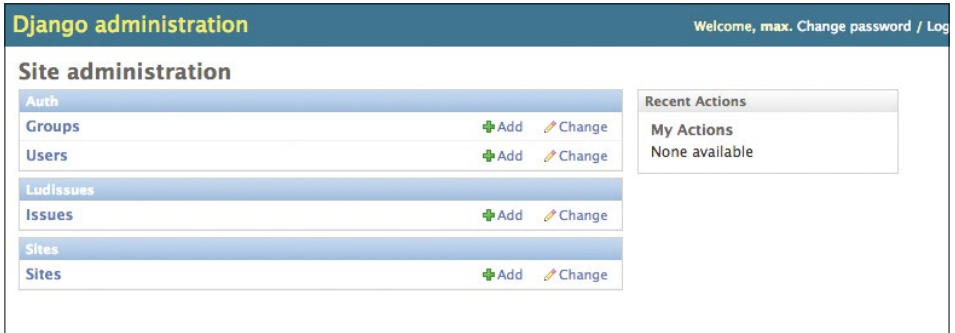 Django administration
Welcome, max. Change password / Log
Site administration
Auth
Groups Add Change
Users Add Change
Ludissues
Issues Add Change
Sites
Sites Add Change
Recent Actions
My Actions
None available